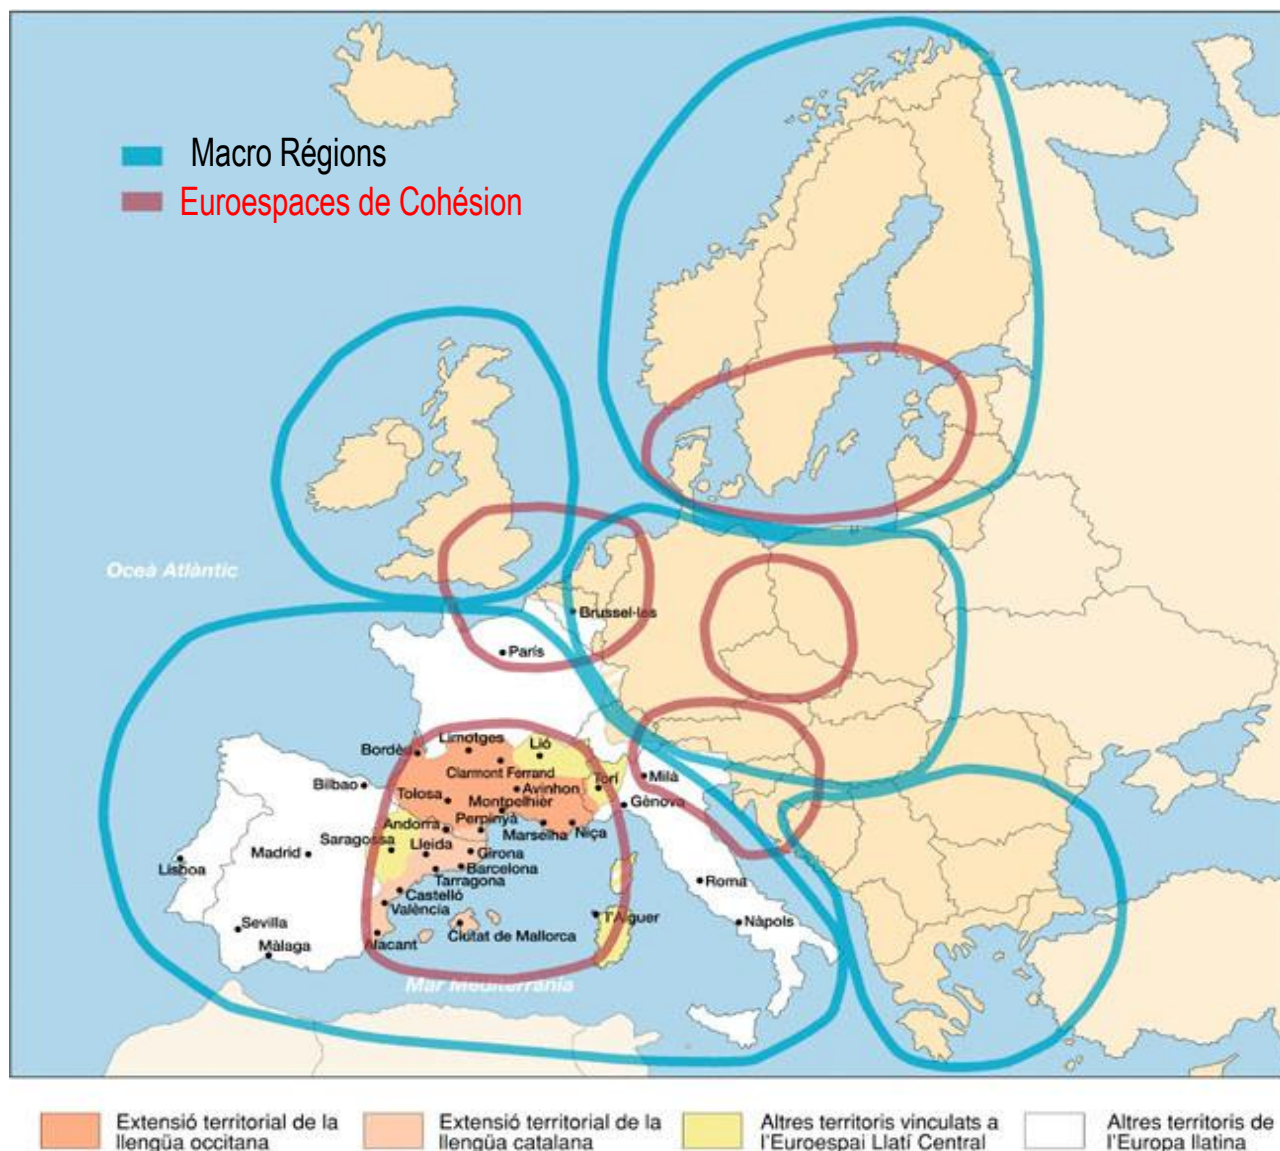 Macro Régions
Euroespaces de Cohésion
Oceà Atlàntic
Brussel·les
París
Limotges
Lió
Bordèu
Clarmont Ferrand
Torí
Milà
Bilbao
Avinhon
Tolosa
Montpelhièr
Gènova
Andorra
Perpinyà
Marselha
Niça
Saragossa
Lleida
Girona
Madrid
Barcelona
Lisboa
Tarragona
Roma
Castelló
València
l'Alguer
Sevilla
Nàpols
Màlaga
Alacant
Ciutat de Mallorca
Mar Mediterrània
Extensió territorial de la
llengüa occitana
Extensió territorial de la
llengüa catalana
Altres territoris vinculats a
l'Euroespai Llatí Central
Altres territoris de
l'Europa llatina